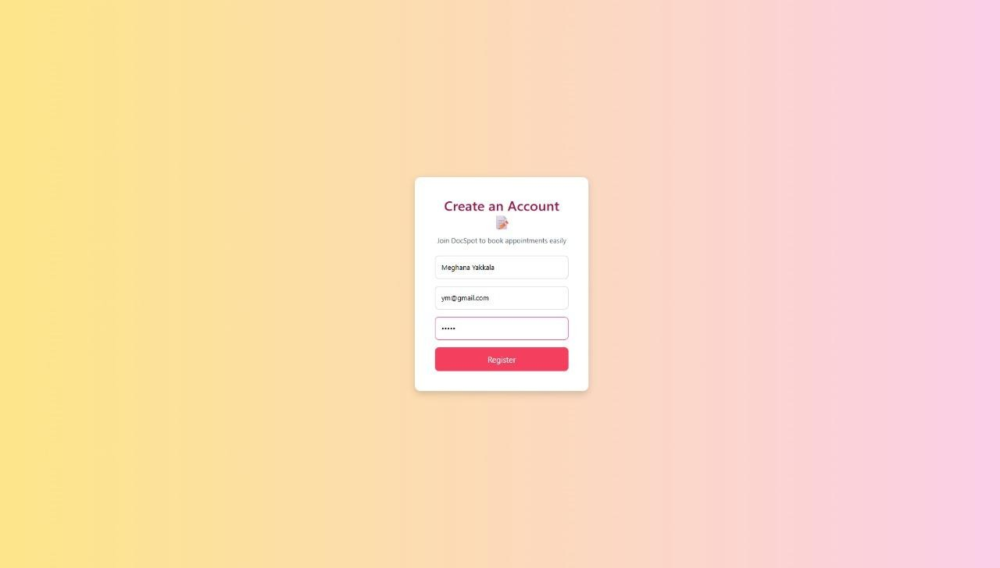 Create an Account
📝
Join DocSpot to book appointments easily
Meghana Yakkala
ym@gmail.com
•••••
Register